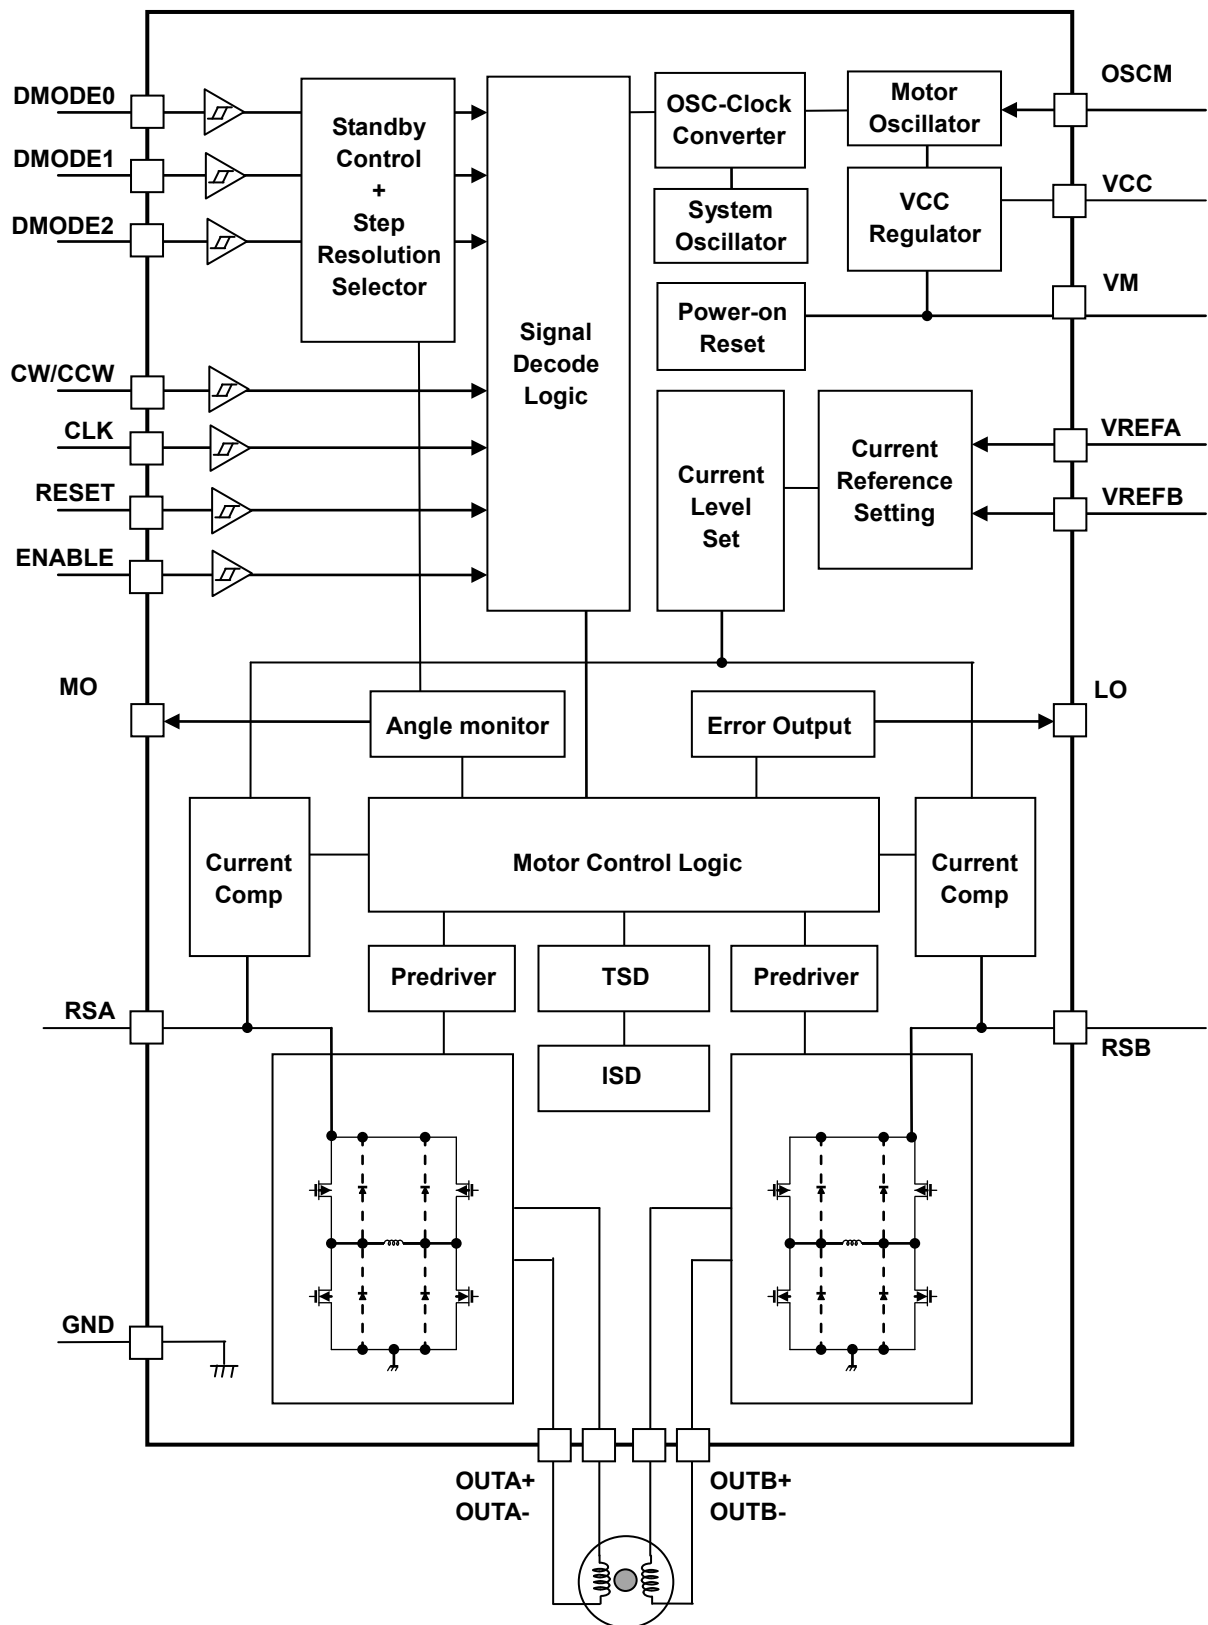 DMODE0
DMODE1
DMODE2
CW/CCW
CLK
RESET
ENABLE
MO
RSA
GND
Standby
Control
+
Step
Resolution
Selector
Signal
Decode
Logic
OSC-Clock
Converter
Motor
Oscillator
System
Oscillator
VCC
Regulator
Power-on
Reset
Current
Level
Set
Current
Reference
Setting
OSCM
VCC
VM
VREFA
VREFB
LO
RSB
Angle monitor
Error Output
Current
Comp
Motor Control Logic
Current
Comp
Predriver
TSD
Predriver
ISD
OUTA+
OUTA-
OUTB+
OUTB-